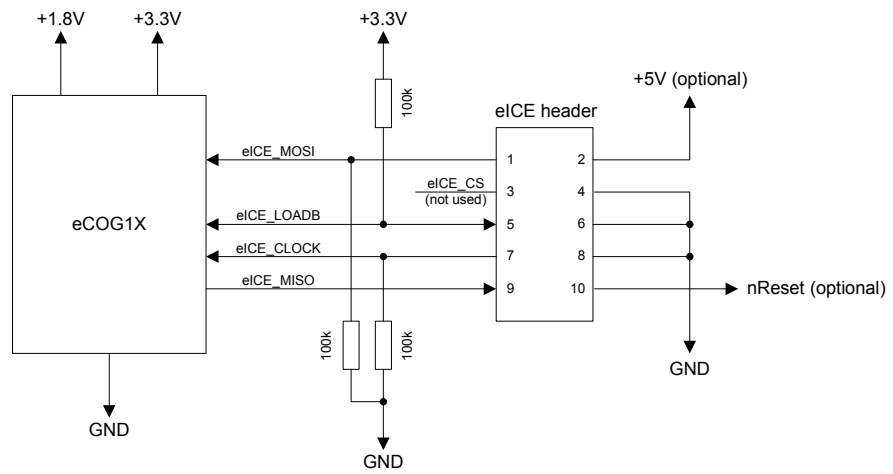 +1.8V
+3.3V
+3.3V
100k
+5V (optional)
eICE header
eICE_MOSI
1
2
eICE_CS
(not used)
3
4
eCOG1X
eICE_LOADB
5
6
eICE_CLOCK
7
8
eICE_MISO
9
10
nReset (optional)
100k
100k
GND
GND
GND